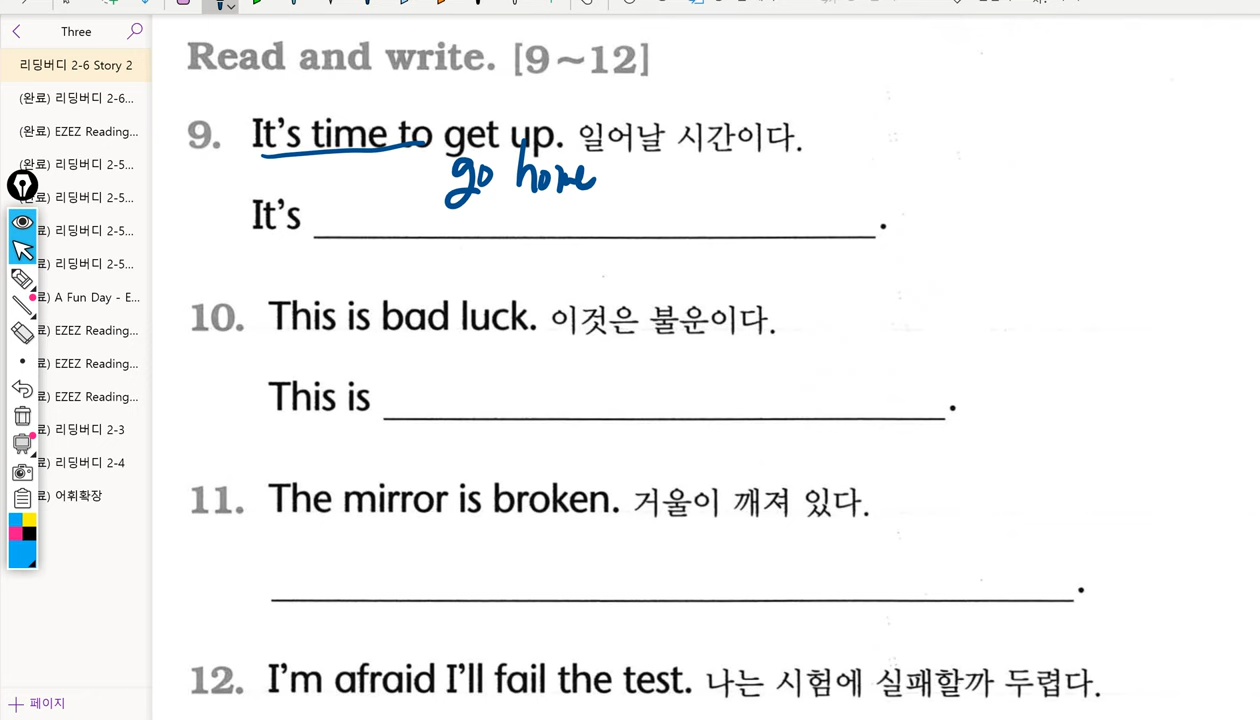 Three
리딩버디 2-6 Story 2
(완료) 리딩버디 2-6...
(완료) EZEZ Reading...
(완료) 리딩버디 2-5...
(완료) 리딩버디 2-5...
료) 리딩버디 2-5...
료) 리딩버디 2-5...
료) A Fun Day - E...
료) EZEZ Reading...
료) EZEZ Reading...
료) EZEZ Reading...
료) 리딩버디 2-3
료) 리딩버디 2-4
료) 어휘확장
페이지
Read and write. [9~12]
9. It's time to get up. 일어날 시간이다.
go home
It's .
10. This is bad luck. 이것은 불운이다.
This is .
11. The mirror is broken. 거울이 깨져 있다.
.
12. I'm afraid I'll fail the test. 나는 시험에 실패할까 두렵다.